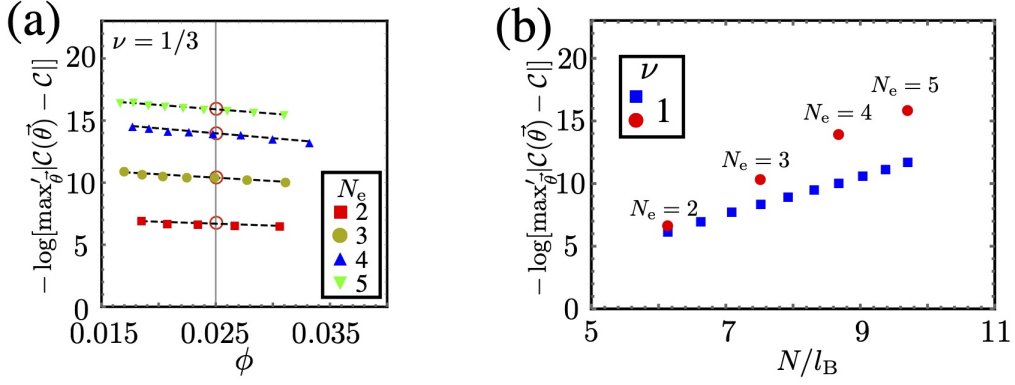 (a)
ν = 1/3
20
15
10
5
0
0.015
0.025
0.035
ϕ
− log[max′_θ⃗ |𝒞(θ⃗) − 𝒞|]
N_e
2
3
4
5
(b)
20
15
10
5
0
5
7
9
11
N/l_B
− log[max′_θ⃗ |𝒞(θ⃗) − 𝒞|]
ν
1
N_e = 2
N_e = 3
N_e = 4
N_e = 5